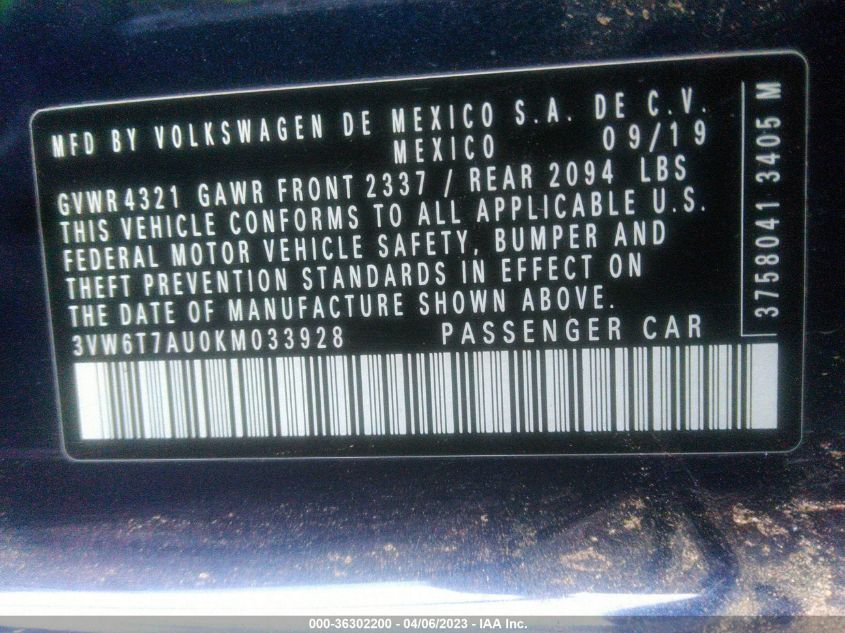 MFD BY VOLKSWAGEN DE MEXICO S.A. DE C.V.
MEXICO 09/19
GVWR 4321 GAWR FRONT 2337 / REAR 2094 LBS
THIS VEHICLE CONFORMS TO ALL APPLICABLE U.S.
FEDERAL MOTOR VEHICLE SAFETY, BUMPER AND
THEFT PREVENTION STANDARDS IN EFFECT ON
THE DATE OF MANUFACTURE SHOWN ABOVE.
3VW6T7AU0KM033928 PASSENGER CAR
3758041 3405 M
000-36302200 - 04/06/2023 - IAA Inc.